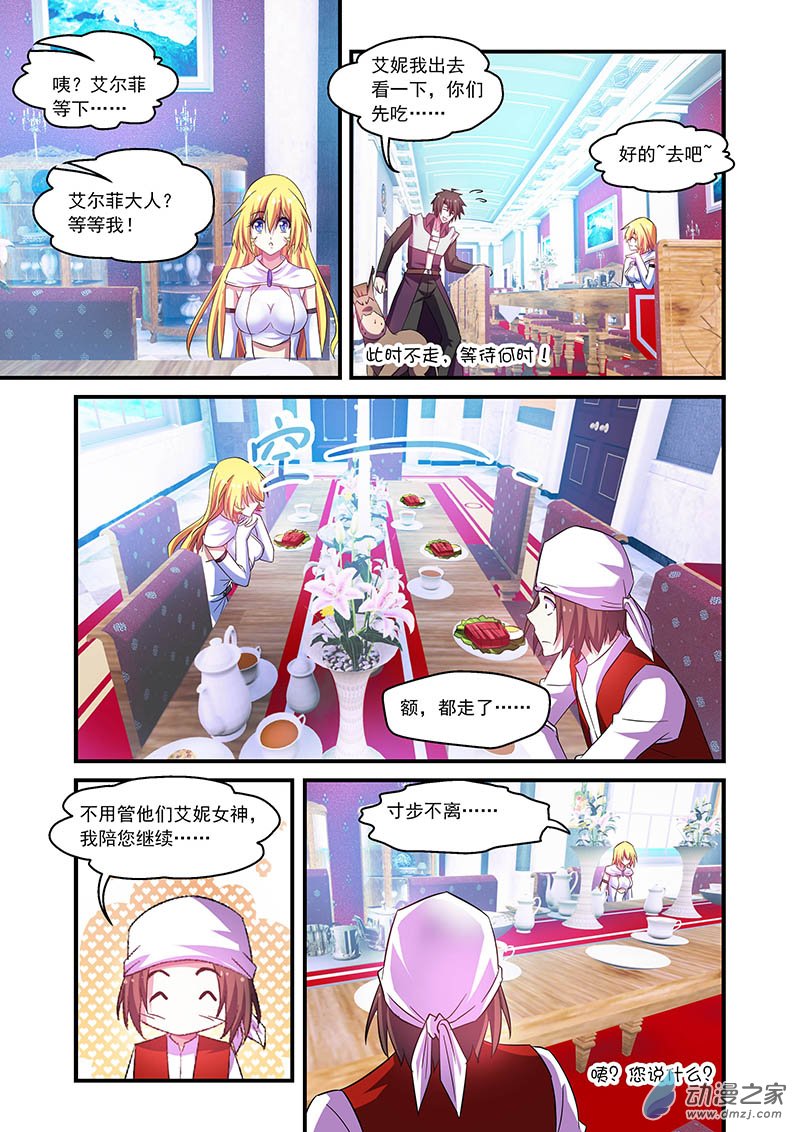 咦？艾尔菲
等下……
艾尔菲大人？
等等我！
艾妮我出去
看一下，你们
先吃……
好的~去吧~
此时不走，等待何时！
空——
额，都走了……
不用管他们艾妮女神，
我陪您继续……
寸步不离……
咦？您说什么？
动漫之家
www.dmzj.com